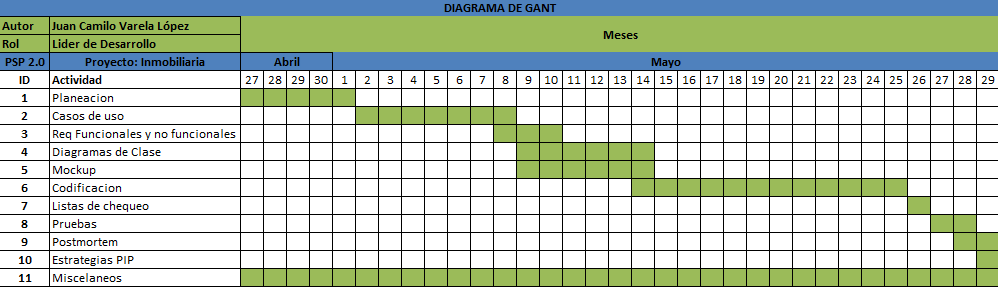 DIAGRAMA DE GANT
Autor Juan Camilo Varela López
Meses
Rol Lider de Desarrollo
PSP 2.0 Proyecto: Inmobiliaria Abril Mayo
ID Actividad 27 28 29 30 1 2 3 4 5 6 7 8 9 10 11 12 13 14 15 16 17 18 19 20 21 22 23 24 25 26 27 28 29
1 Planeacion
2 Casos de uso
3 Req Funcionales y no funcionales
4 Diagramas de Clase
5 Mockup
6 Codificacion
7 Listas de chequeo
8 Pruebas
9 Postmortem
10 Estrategias PIP
11 Miscelaneos